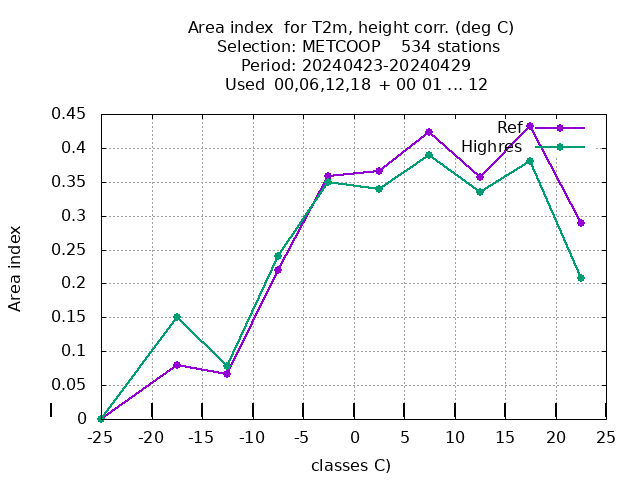 Area index  for T2m, height corr. (deg C)
Selection: METCOOP    534 stations
Period: 20240423-20240429
Used  00,06,12,18  + 00 01 ... 12
Ref
Highres
0.45
0.4
0.35
0.3
0.25
0.2
0.15
0.1
0.05
0
Area index
-25 -20 -15 -10 -5 0 5 10 15 20 25
classes C)